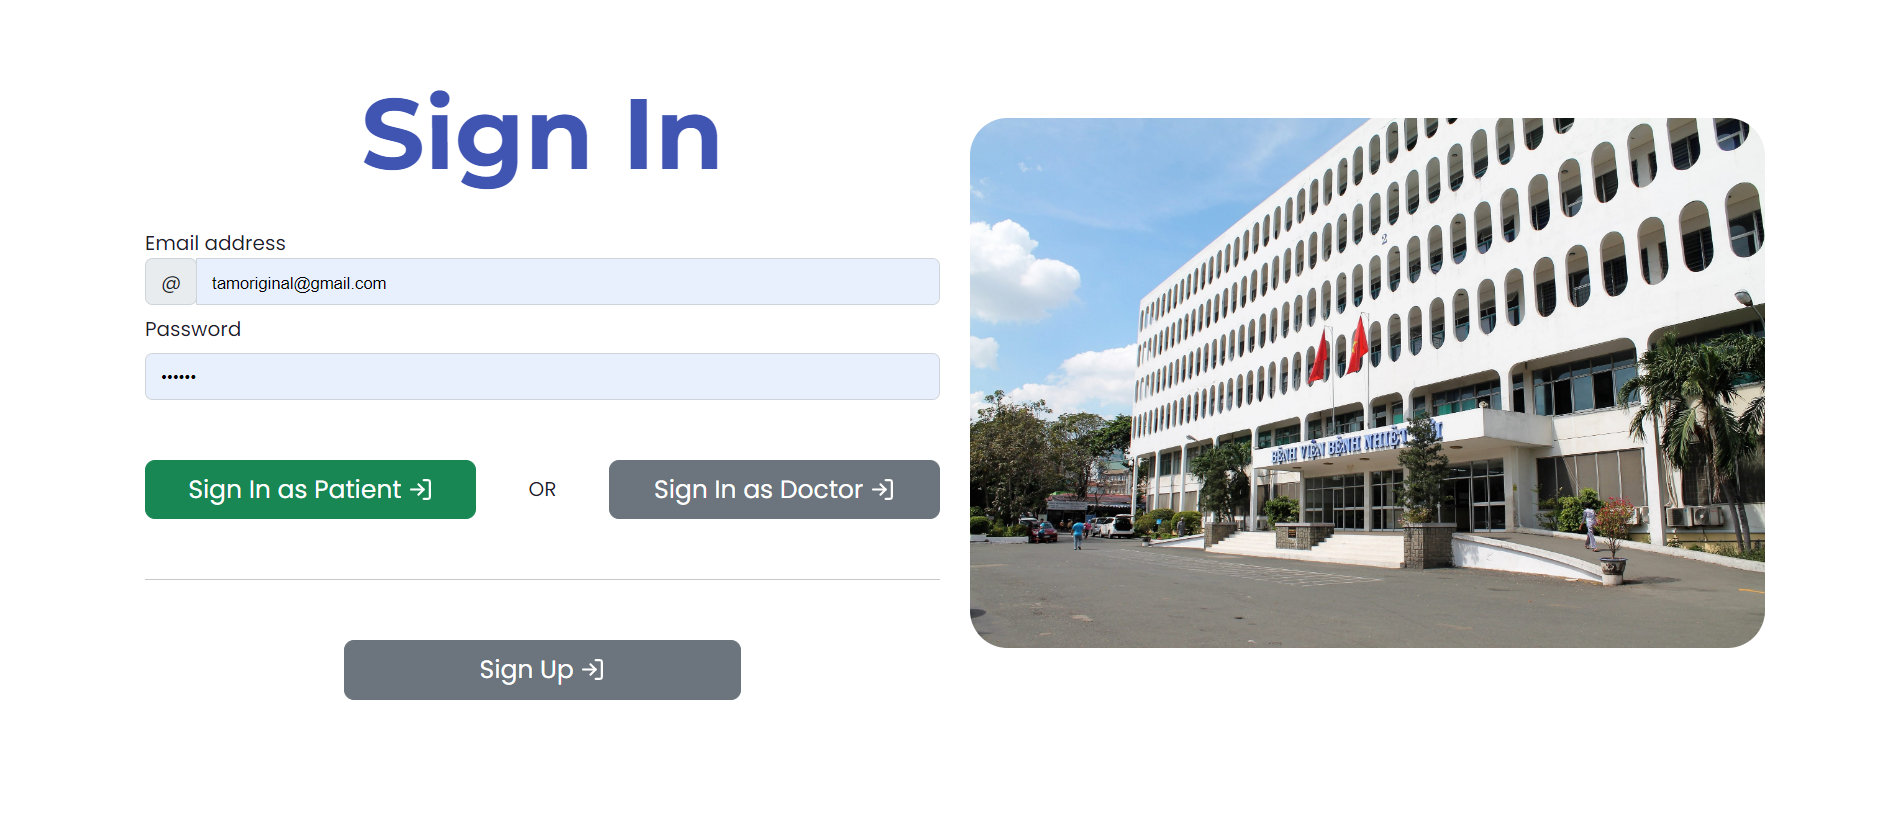 Sign In
Email address
@ tamoriginal@gmail.com
Password
••••••
Sign In as Patient
OR
Sign In as Doctor
Sign Up
2
BỆNH VIỆN BỆNH NHIỆT